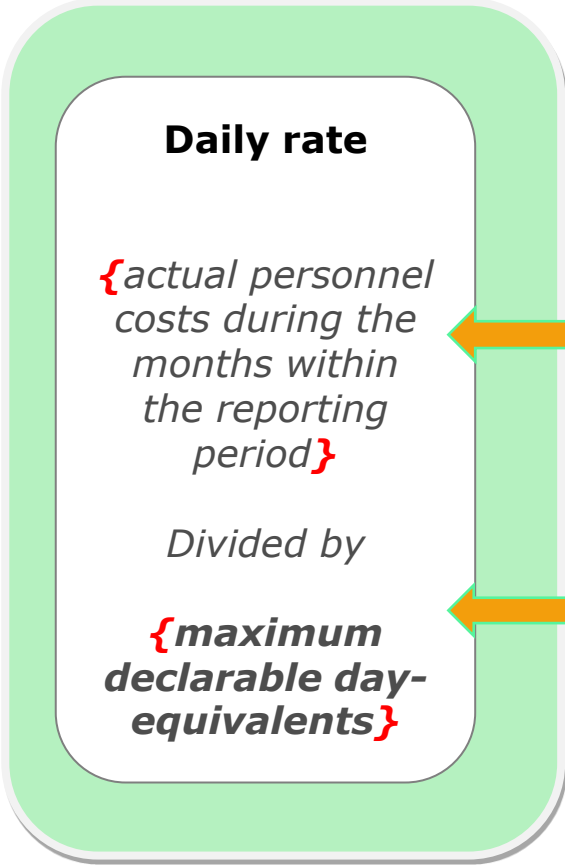 Daily rate
{actual personnel
costs during the
months within
the reporting
period}
Divided by
{maximum
declarable day-
equivalents}